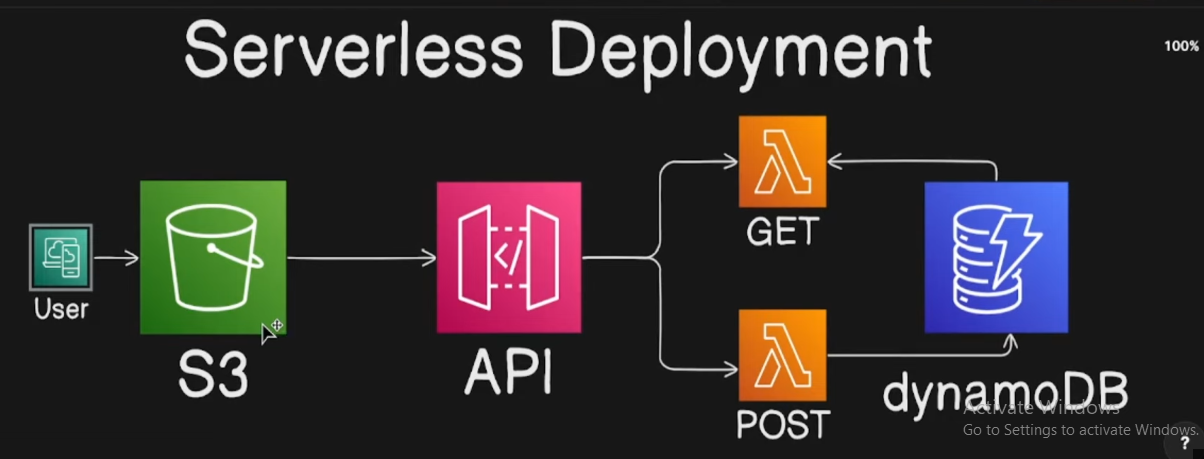 Serverless Deployment
100%
User
S3
API
</>
GET
POST
dynamoDB
Activate Windows
Go to Settings to activate Windows.
?